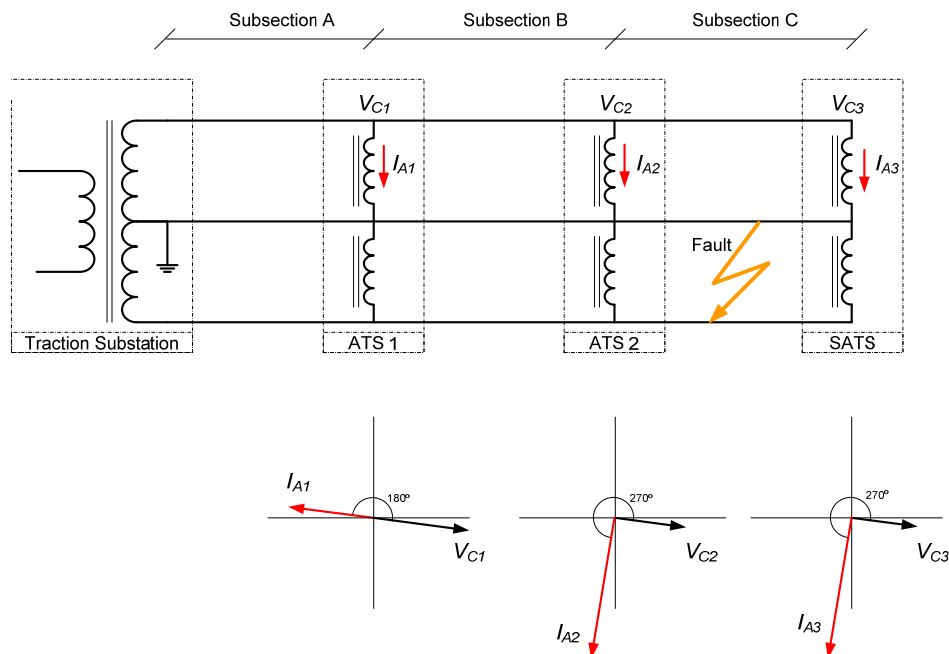 Subsection A
Subsection B
Subsection C
VC1
VC2
VC3
IA1
IA2
IA3
Fault
Traction Substation
ATS 1
ATS 2
SATS
IA1
180º
VC1
270º
VC2
IA2
270º
VC3
IA3